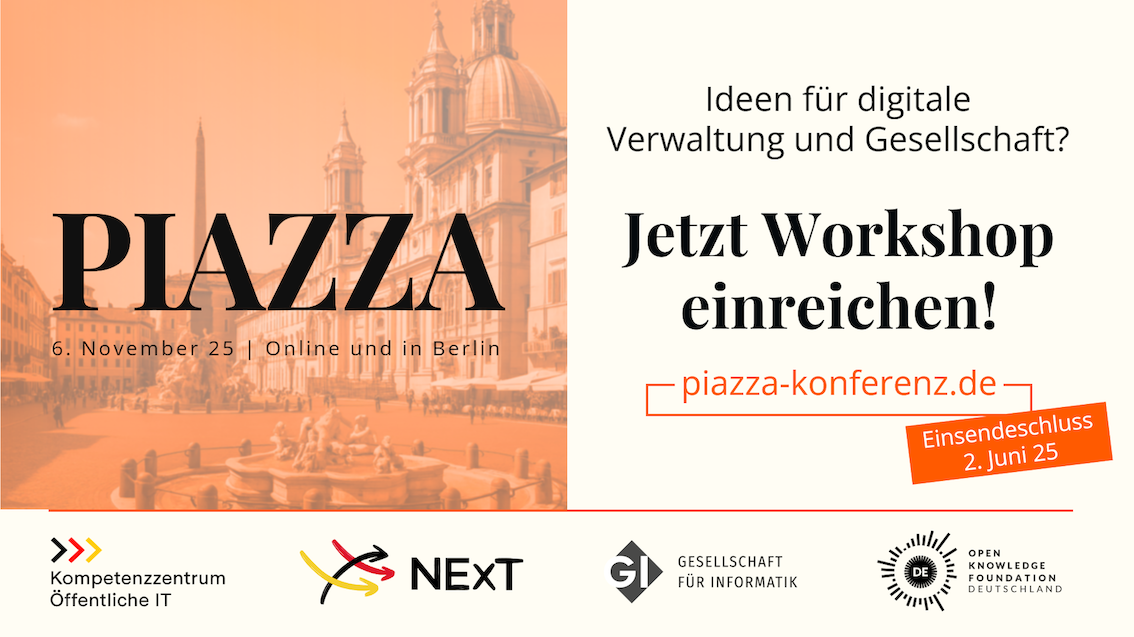 PIAZZA
6. November 25 | Online und in Berlin
Ideen für digitale
Verwaltung und Gesellschaft?
Jetzt Workshop
einreichen!
piazza-konferenz.de
Einsendeschluss
2. Juni 25
Kompetenzzentrum
Öffentliche IT
NExT
GI
GESELLSCHAFT
FÜR INFORMATIK
DE
OPEN
KNOWLEDGE
FOUNDATION
DEUTSCHLAND